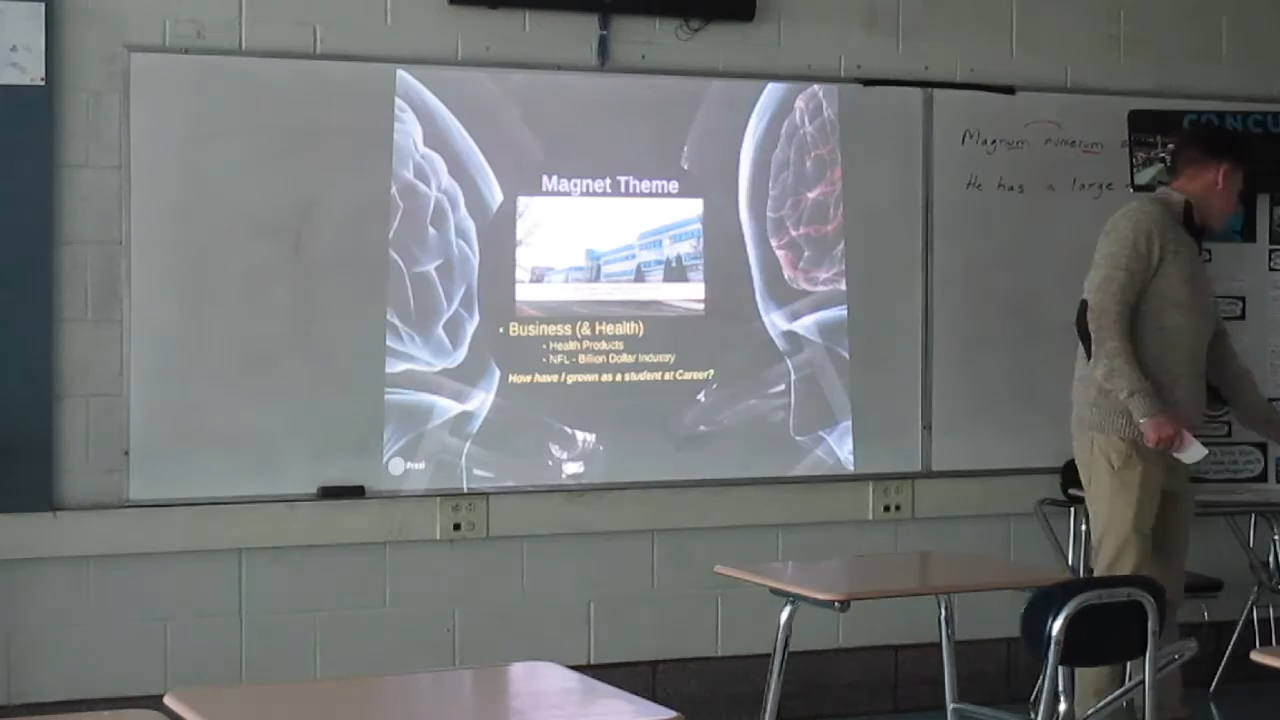 Magnet Theme
• Business (& Health)
• Health Products
• NFL - Billion Dollar Industry
How have I grown as a student at Career?
Prezi
Magnum numerum
He has a large
CONCU